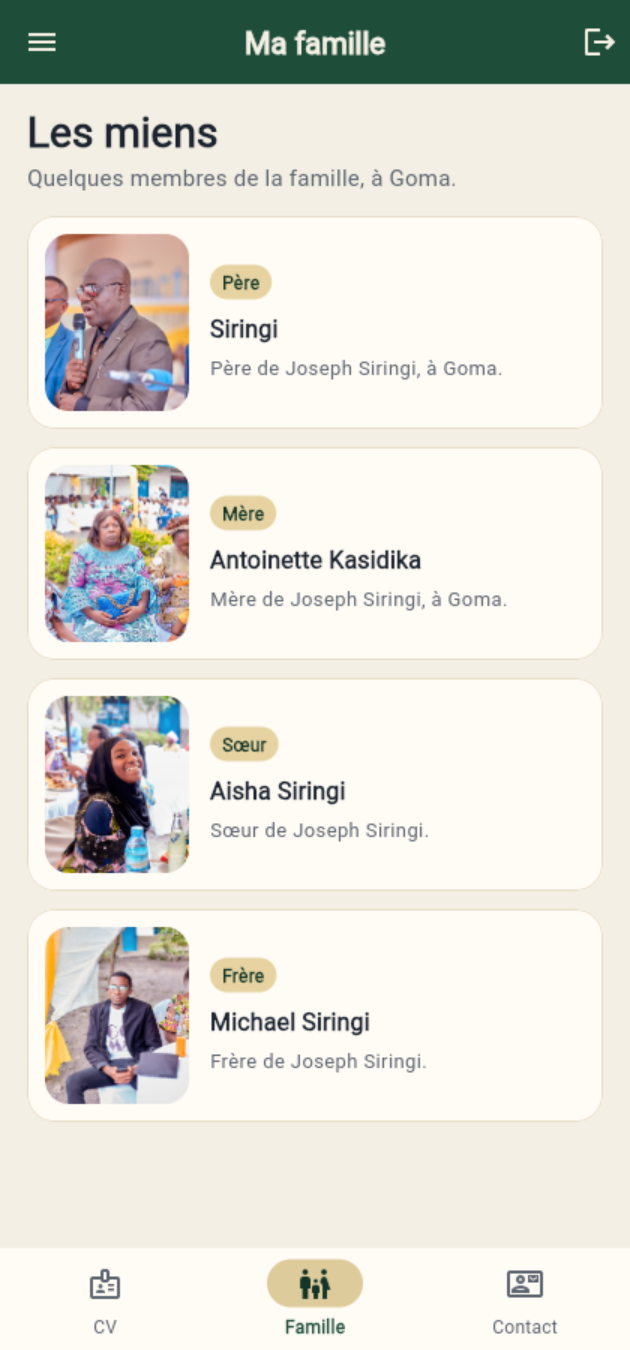 Ma famille
Les miens
Quelques membres de la famille, à Goma.
Père
Siringi
Père de Joseph Siringi, à Goma.
Mère
Antoinette Kasidika
Mère de Joseph Siringi, à Goma.
Sœur
Aisha Siringi
Sœur de Joseph Siringi.
Frère
Michael Siringi
Frère de Joseph Siringi.
CV
Famille
Contact